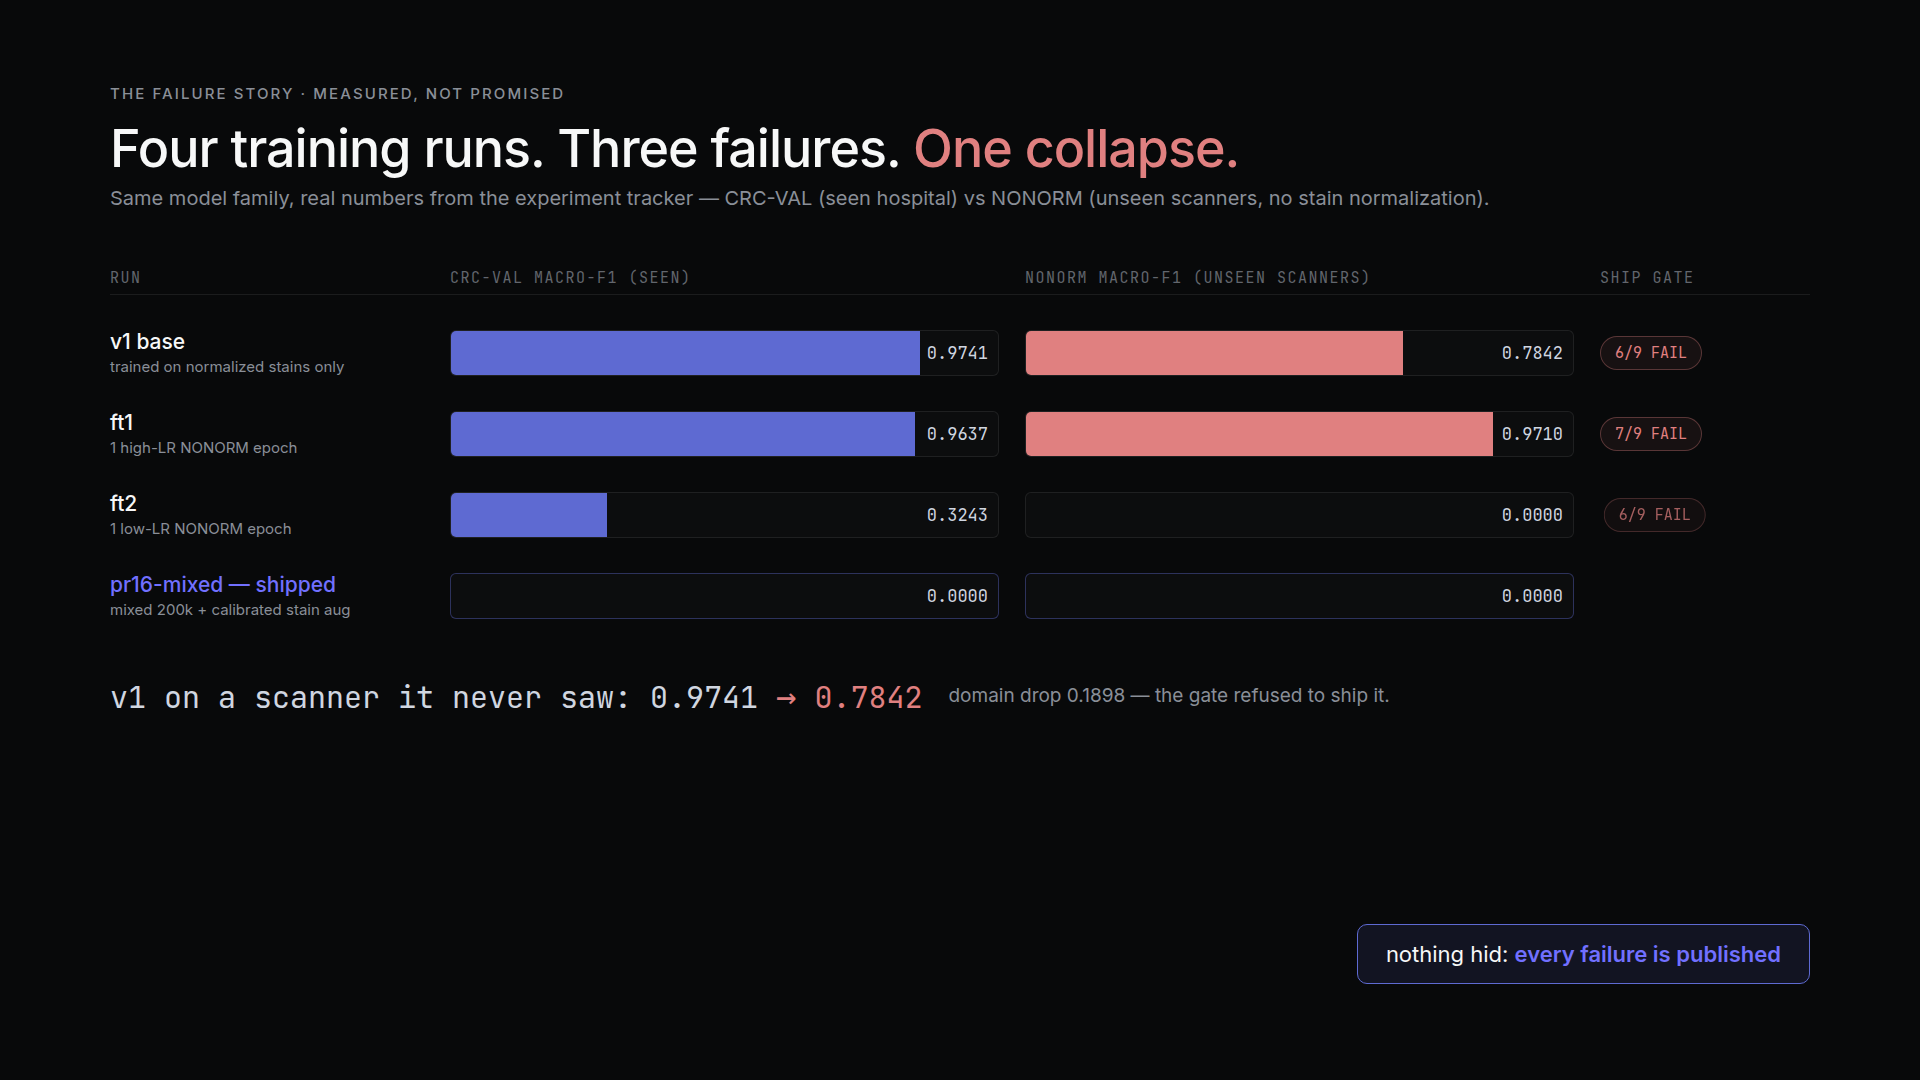 THE FAILURE STORY · MEASURED, NOT PROMISED
Four training runs. Three failures. One collapse.
Same model family, real numbers from the experiment tracker — CRC-VAL (seen hospital) vs NONORM (unseen scanners, no stain normalization).
RUN CRC-VAL MACRO-F1 (SEEN) NONORM MACRO-F1 (UNSEEN SCANNERS) SHIP GATE
v1 base
trained on normalized stains only
0.9741 0.7842 6/9 FAIL
ft1
1 high-LR NONORM epoch
0.9637 0.9710 7/9 FAIL
ft2
1 low-LR NONORM epoch
0.3243 0.0000 6/9 FAIL
pr16-mixed — shipped
mixed 200k + calibrated stain aug
0.0000 0.0000
v1 on a scanner it never saw: 0.9741 → 0.7842 domain drop 0.1898 — the gate refused to ship it.
nothing hid: every failure is published